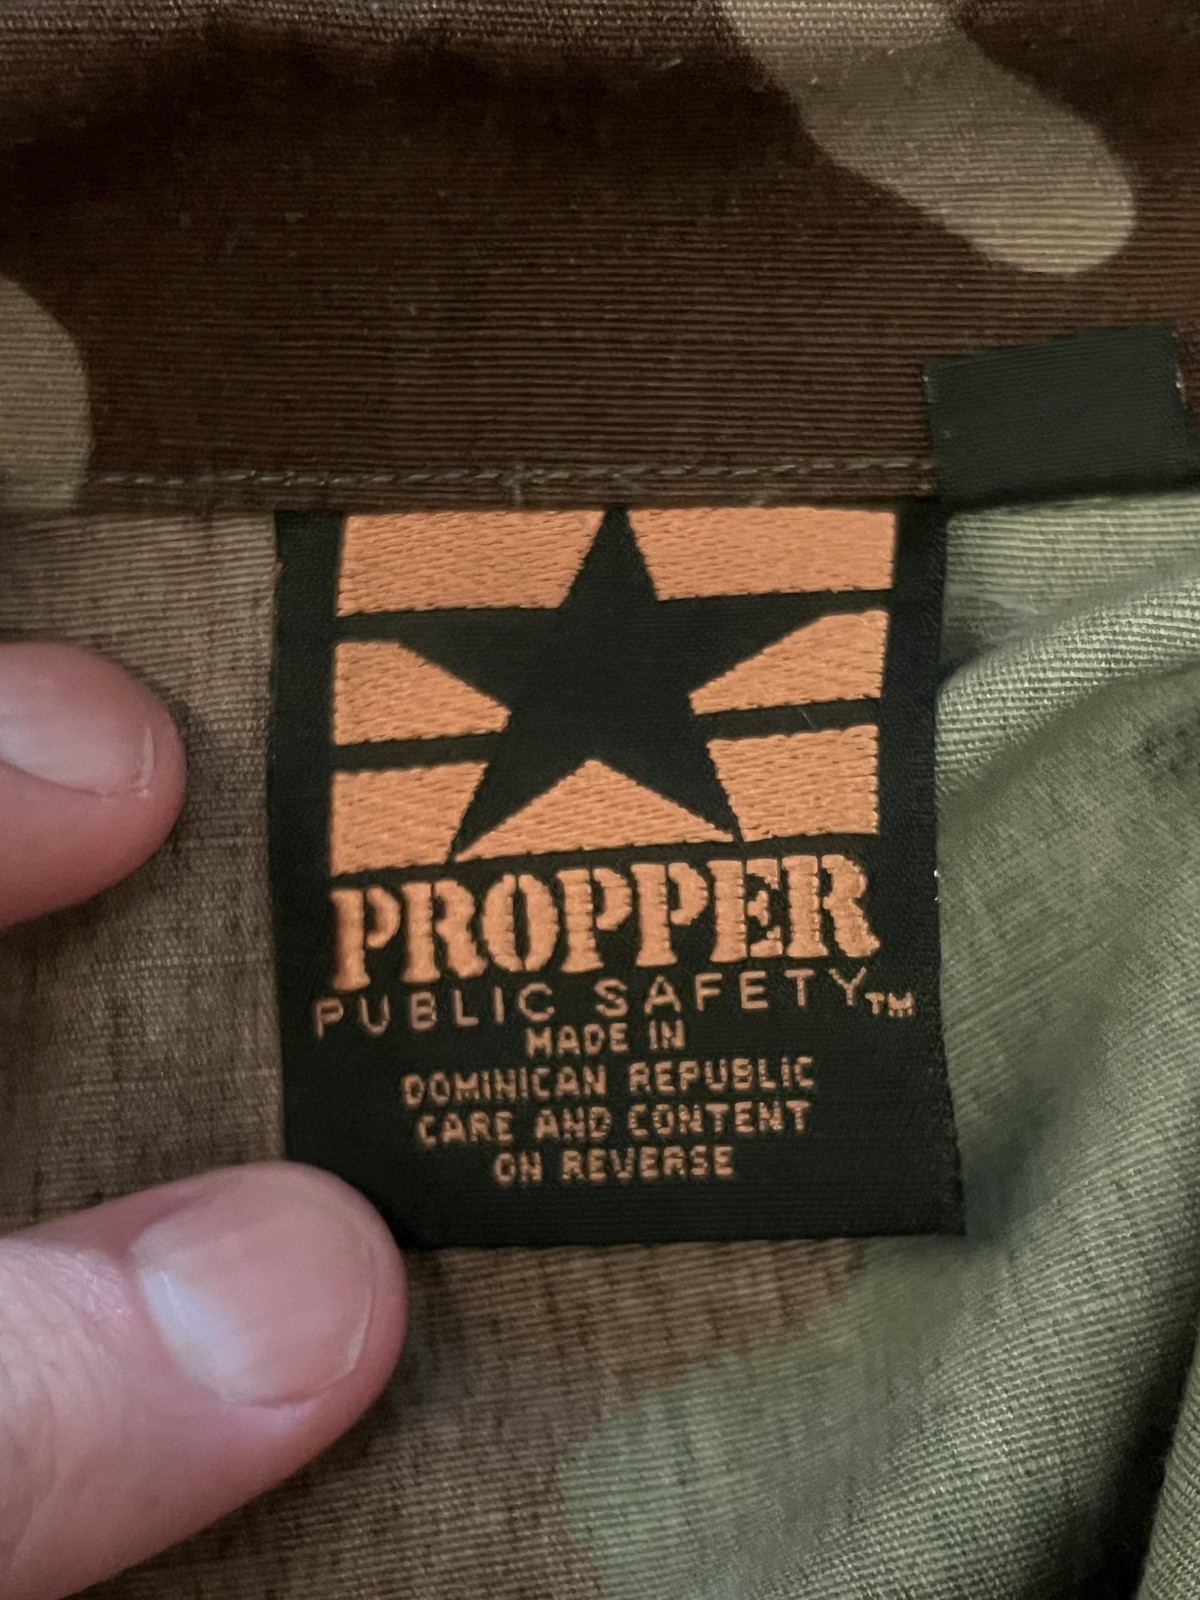 PROPPER
PUBLIC SAFETY™
MADE IN
DOMINICAN REPUBLIC
CARE AND CONTENT
ON REVERSE